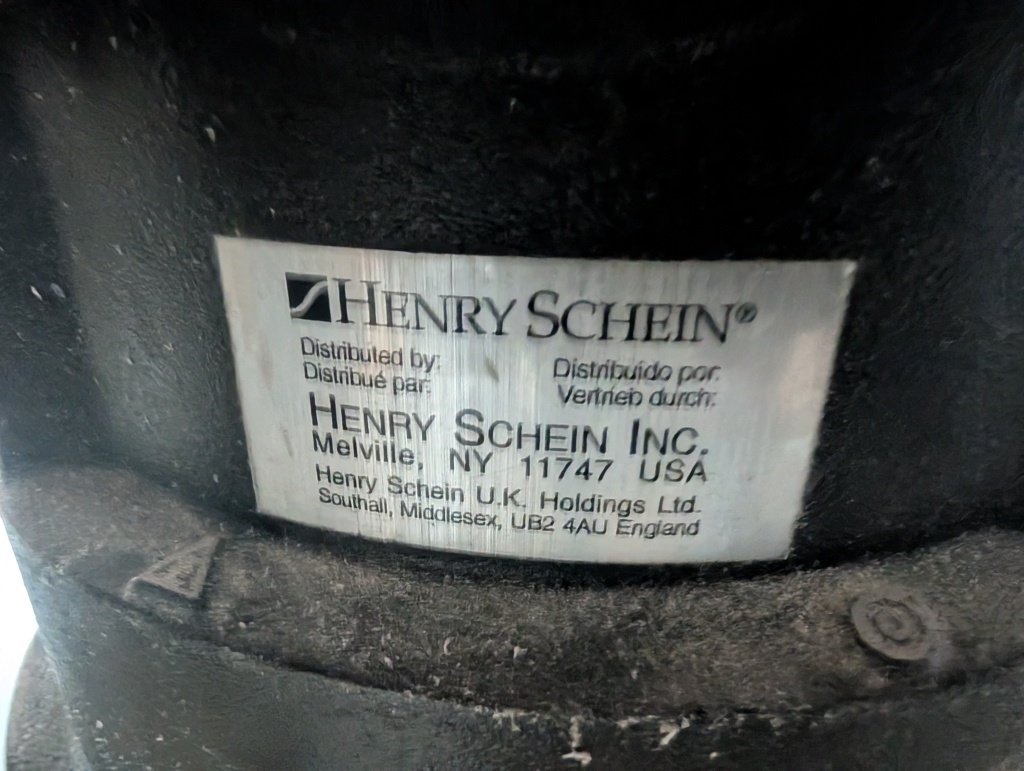 HENRY SCHEIN®
Distributed by:
Distribué par:
Distribuido por:
Vertrieb durch:
HENRY SCHEIN INC.
Melville, NY 11747 USA
Henry Schein U.K. Holdings Ltd.
Southall, Middlesex, UB2 4AU England